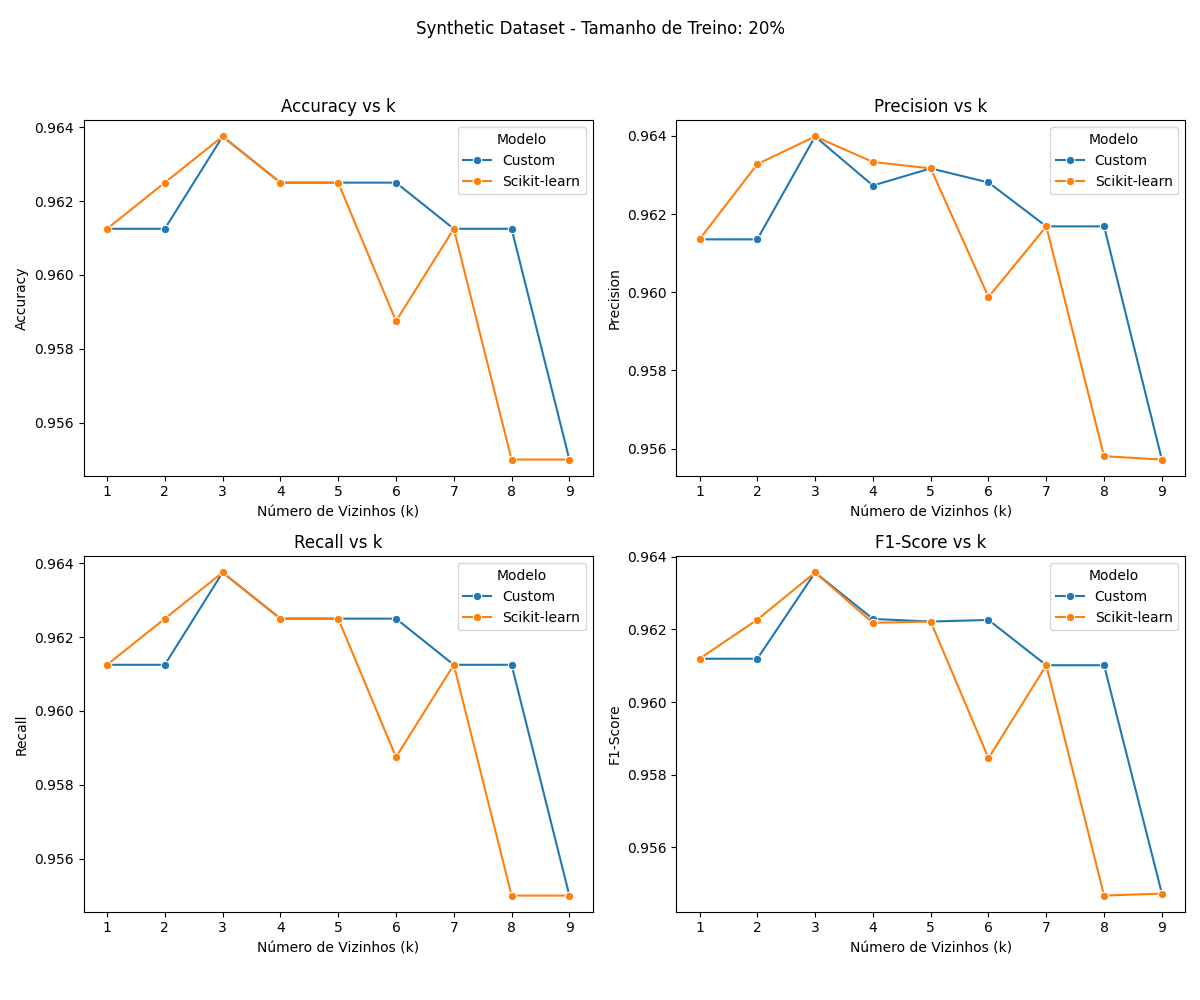 Synthetic Dataset - Tamanho de Treino: 20%
Accuracy vs k
Accuracy
0.964
0.962
0.960
0.958
0.956
Modelo
Custom
Scikit-learn
1 2 3 4 5 6 7 8 9
Número de Vizinhos (k)
Precision vs k
Precision
0.964
0.962
0.960
0.958
0.956
Modelo
Custom
Scikit-learn
1 2 3 4 5 6 7 8 9
Número de Vizinhos (k)
Recall vs k
Recall
0.964
0.962
0.960
0.958
0.956
Modelo
Custom
Scikit-learn
1 2 3 4 5 6 7 8 9
Número de Vizinhos (k)
F1-Score vs k
F1-Score
0.964
0.962
0.960
0.958
0.956
Modelo
Custom
Scikit-learn
1 2 3 4 5 6 7 8 9
Número de Vizinhos (k)